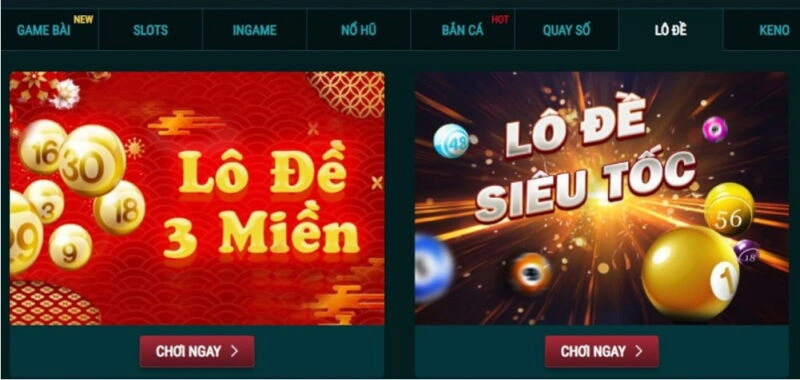 GAME BÀI NEW SLOTS INGAME NỔ HŨ BẮN CÁ HOT QUAY SỐ LÔ ĐỀ KENO
16
30
18
9
Lô Đề
3 Miền
LÔ ĐỀ
SIÊU TỐC
48
56
18
1
CHƠI NGAY
CHƠI NGAY